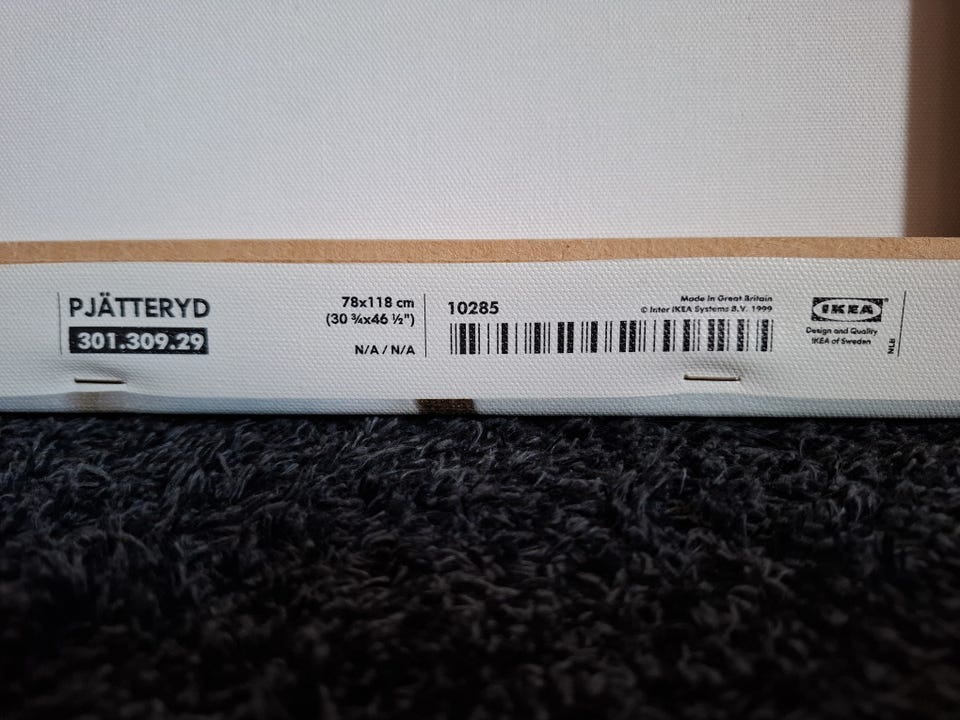 PJÄTTERYD
301.309.29
78x118 cm
(30 ¾x46 ½")
N/A / N/A
10285
Made in Great Britain
© Inter IKEA Systems B.V. 1999
IKEA®
Design and Quality
IKEA of Sweden
NLB